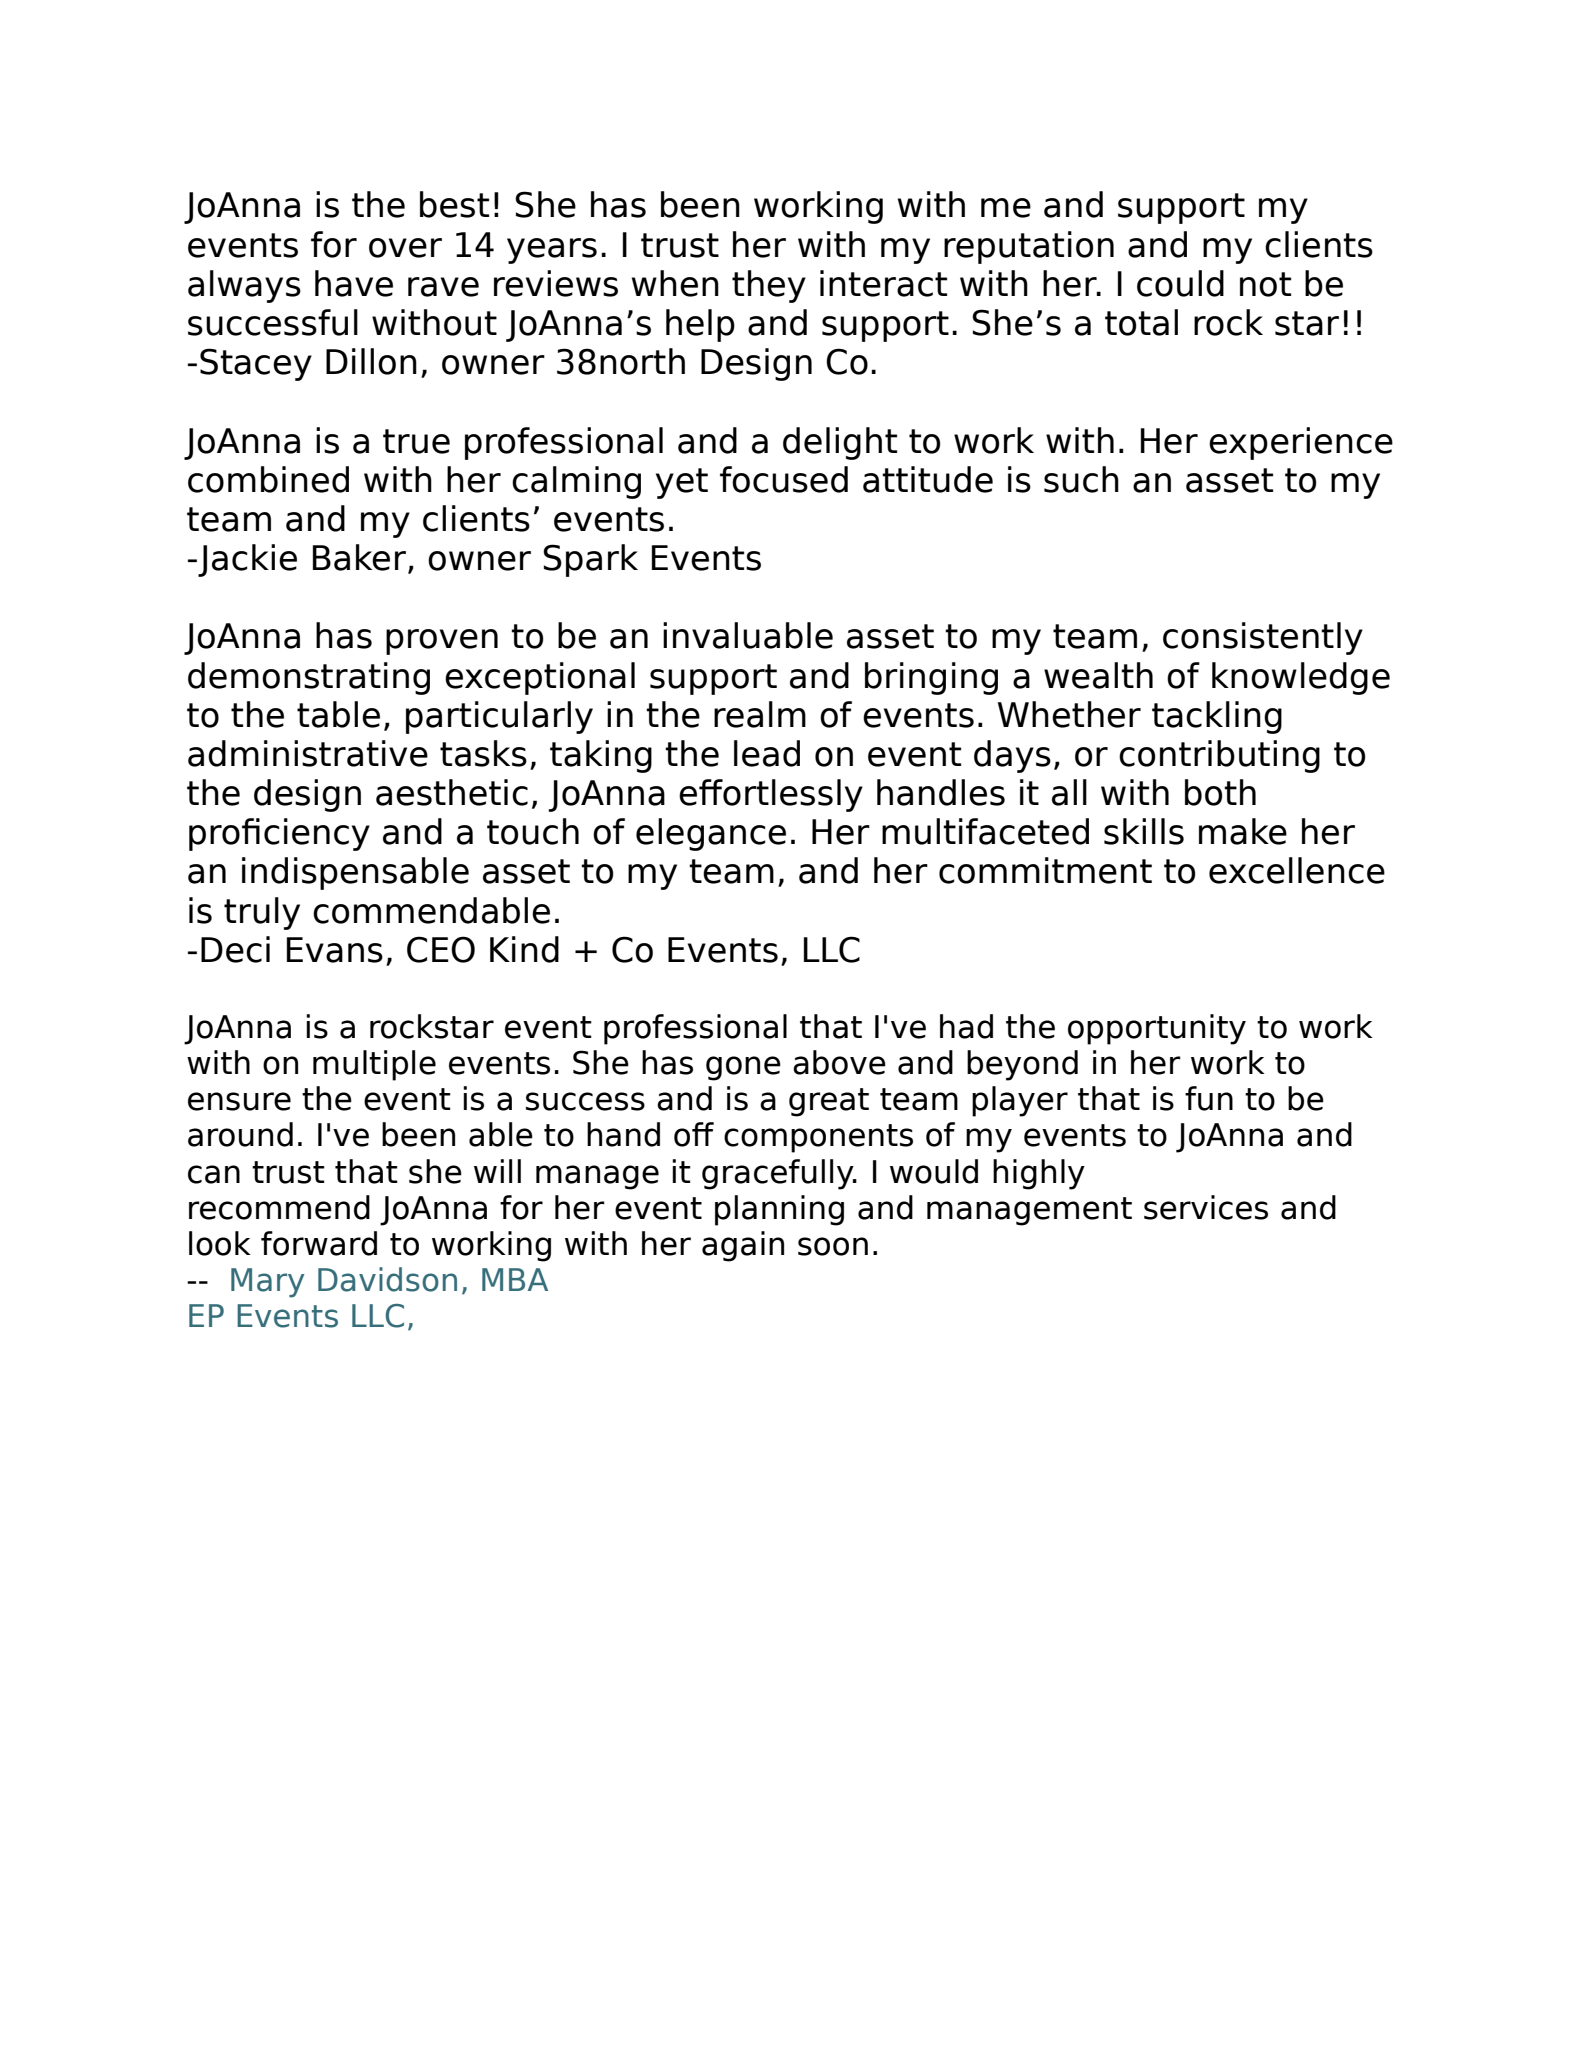 JoAnna is the best! She has been working with me and support my
events for over 14 years. I trust her with my reputation and my clients
always have rave reviews when they interact with her. I could not be
successful without JoAnna’s help and support. She’s a total rock star!!
-Stacey Dillon, owner 38north Design Co.
JoAnna is a true professional and a delight to work with. Her experience
combined with her calming yet focused attitude is such an asset to my
team and my clients’ events.
-Jackie Baker, owner Spark Events
JoAnna has proven to be an invaluable asset to my team, consistently
demonstrating exceptional support and bringing a wealth of knowledge
to the table, particularly in the realm of events. Whether tackling
administrative tasks, taking the lead on event days, or contributing to
the design aesthetic, JoAnna effortlessly handles it all with both
proficiency and a touch of elegance. Her multifaceted skills make her
an indispensable asset to my team, and her commitment to excellence
is truly commendable.
-Deci Evans, CEO Kind + Co Events, LLC
JoAnna is a rockstar event professional that I've had the opportunity to work
with on multiple events. She has gone above and beyond in her work to
ensure the event is a success and is a great team player that is fun to be
around. I've been able to hand off components of my events to JoAnna and
can trust that she will manage it gracefully. I would highly
recommend JoAnna for her event planning and management services and
look forward to working with her again soon.
--  Mary Davidson, MBA
EP Events LLC,